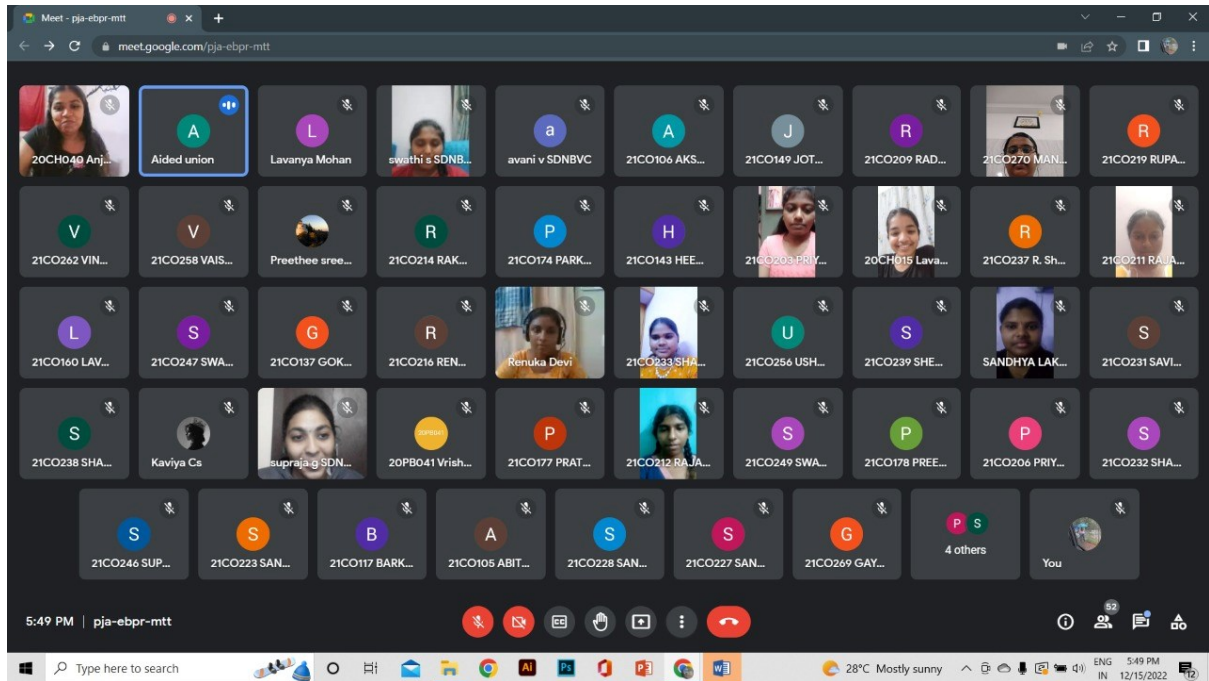 Meet - pja-ebpr-mtt
meet.google.com/pja-ebpr-mtt
20CH040 Anj...
A
Aided union
L
Lavanya Mohan
swathi s SDNB...
a
avani v SDNBVC
A
21CO106 AKS...
J
21CO149 JOT...
R
21CO209 RAD...
21CO270 MAN...
R
21CO219 RUPA...
V
21CO262 VIN...
V
21CO258 VAIS...
Preethee sree...
R
21CO214 RAK...
P
21CO174 PARK...
H
21CO143 HEE...
21CO203 PRIY...
20CH015 Lava...
R
21CO237 R. Sh...
21CO211 RAJA...
L
21CO160 LAV...
S
21CO247 SWA...
G
21CO137 GOK...
R
21CO216 REN...
Renuka Devi
21CO233 SHA...
U
21CO256 USH...
S
21CO239 SHE...
SANDHYA LAK...
S
21CO231 SAVI...
S
21CO238 SHA...
Kaviya Cs
supraja g SDN...
20PB041
20PB041 Vrish...
P
21CO177 PRAT...
21CO212 RAJA...
S
21CO249 SWA...
P
21CO178 PREE...
P
21CO206 PRIY...
S
21CO232 SHA...
S
21CO246 SUP...
S
21CO223 SAN...
B
21CO117 BARK...
A
21CO105 ABIT...
S
21CO228 SAN...
S
21CO227 SAN...
G
21CO269 GAY...
P S
4 others
You
5:49 PM | pja-ebpr-mtt
CC
52
Type here to search
Ai
Ps
28°C Mostly sunny
ENG
IN
5:49 PM
12/15/2022
12